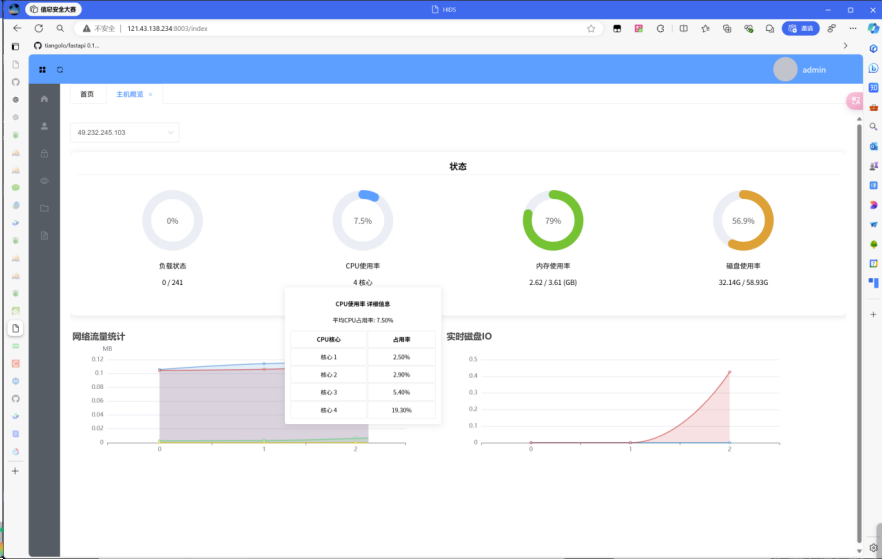 信息安全大赛
HIDS
不安全 121.43.138.234:8003/index
邀请
tiangolo/fastapi 0.1...
admin
首页 主机概览 ×
49.232.245.103
状态
0% 7.5% 79% 56.9%
负载状态 CPU使用率 内存使用率 磁盘使用率
0 / 241 4 核心 2.62 / 3.61 (GB) 32.14G / 58.93G
CPU使用率 详细信息
平均CPU占用率: 7.50%
CPU核心 占用率
核心 1 2.50%
核心 2 2.90%
核心 3 5.40%
核心 4 19.30%
网络流量统计
MB
0.12
0.1
0.08
0.06
0.04
0.02
0
0 1 2
实时磁盘IO
0.5
0.4
0.3
0.2
0.1
0
0 1 2